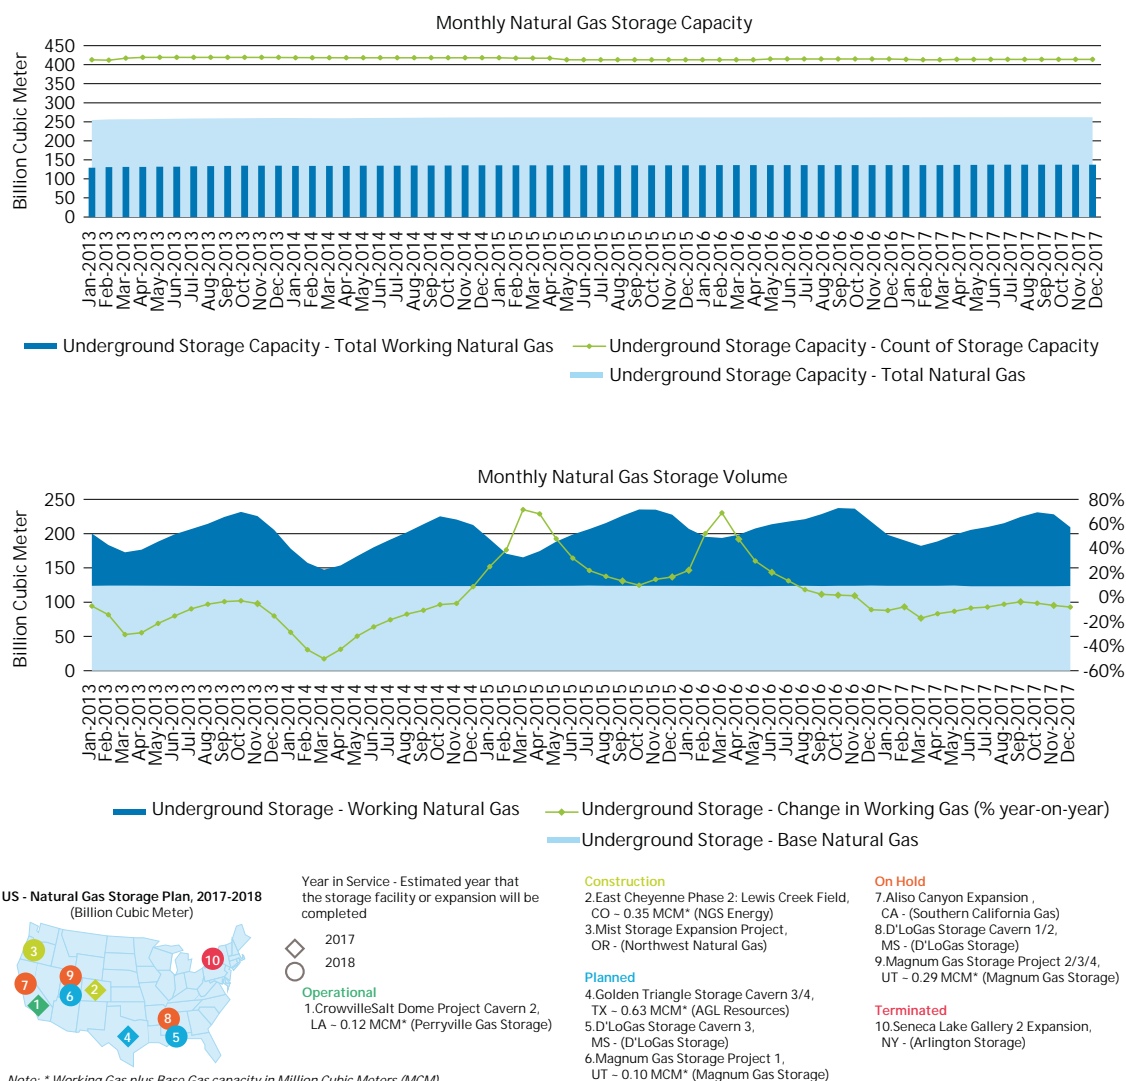 Monthly Natural Gas Storage Capacity
Billion Cubic Meter
450
400
350
300
250
200
150
100
50
0
Jan-2013
Feb-2013
Mar-2013
Apr-2013
May-2013
Jun-2013
Jul-2013
Aug-2013
Sep-2013
Oct-2013
Nov-2013
Dec-2013
Jan-2014
Feb-2014
Mar-2014
Apr-2014
May-2014
Jun-2014
Jul-2014
Aug-2014
Sep-2014
Oct-2014
Nov-2014
Dec-2014
Jan-2015
Feb-2015
Mar-2015
Apr-2015
May-2015
Jun-2015
Jul-2015
Aug-2015
Sep-2015
Oct-2015
Nov-2015
Dec-2015
Jan-2016
Feb-2016
Mar-2016
Apr-2016
May-2016
Jun-2016
Jul-2016
Aug-2016
Sep-2016
Oct-2016
Nov-2016
Dec-2016
Jan-2017
Feb-2017
Mar-2017
Apr-2017
May-2017
Jun-2017
Jul-2017
Aug-2017
Sep-2017
Oct-2017
Nov-2017
Dec-2017
Underground Storage Capacity - Total Working Natural Gas
Underground Storage Capacity - Count of Storage Capacity
Underground Storage Capacity - Total Natural Gas
Monthly Natural Gas Storage Volume
Billion Cubic Meter
250
200
150
100
50
0
80%
60%
40%
20%
0%
-20%
-40%
-60%
Jan-2013
Feb-2013
Mar-2013
Apr-2013
May-2013
Jun-2013
Jul-2013
Aug-2013
Sep-2013
Oct-2013
Nov-2013
Dec-2013
Jan-2014
Feb-2014
Mar-2014
Apr-2014
May-2014
Jun-2014
Jul-2014
Aug-2014
Sep-2014
Oct-2014
Nov-2014
Dec-2014
Jan-2015
Feb-2015
Mar-2015
Apr-2015
May-2015
Jun-2015
Jul-2015
Aug-2015
Sep-2015
Oct-2015
Nov-2015
Dec-2015
Jan-2016
Feb-2016
Mar-2016
Apr-2016
May-2016
Jun-2016
Jul-2016
Aug-2016
Sep-2016
Oct-2016
Nov-2016
Dec-2016
Jan-2017
Feb-2017
Mar-2017
Apr-2017
May-2017
Jun-2017
Jul-2017
Aug-2017
Sep-2017
Oct-2017
Nov-2017
Dec-2017
Underground Storage - Working Natural Gas
Underground Storage - Change in Working Gas (% year-on-year)
Underground Storage - Base Natural Gas
US - Natural Gas Storage Plan, 2017-2018
(Billion Cubic Meter)
3
10
7
9
6
2
1
8
4
5
Note: * Working Gas plus Base Gas capacity in Million Cubic Meters (MCM)
Year in Service - Estimated year that
the storage facility or expansion will be
completed
2017
2018
Operational
1.CrowvilleSalt Dome Project Cavern 2,
LA ~ 0.12 MCM* (Perryville Gas Storage)
Construction
2.East Cheyenne Phase 2: Lewis Creek Field,
CO ~ 0.35 MCM* (NGS Energy)
3.Mist Storage Expansion Project,
OR - (Northwest Natural Gas)
Planned
4.Golden Triangle Storage Cavern 3/4,
TX ~ 0.63 MCM* (AGL Resources)
5.D'LoGas Storage Cavern 3,
MS - (D'LoGas Storage)
6.Magnum Gas Storage Project 1,
UT ~ 0.10 MCM* (Magnum Gas Storage)
On Hold
7.Aliso Canyon Expansion ,
CA - (Southern California Gas)
8.D'LoGas Storage Cavern 1/2,
MS - (D'LoGas Storage)
9.Magnum Gas Storage Project 2/3/4,
UT ~ 0.29 MCM* (Magnum Gas Storage)
Terminated
10.Seneca Lake Gallery 2 Expansion,
NY - (Arlington Storage)